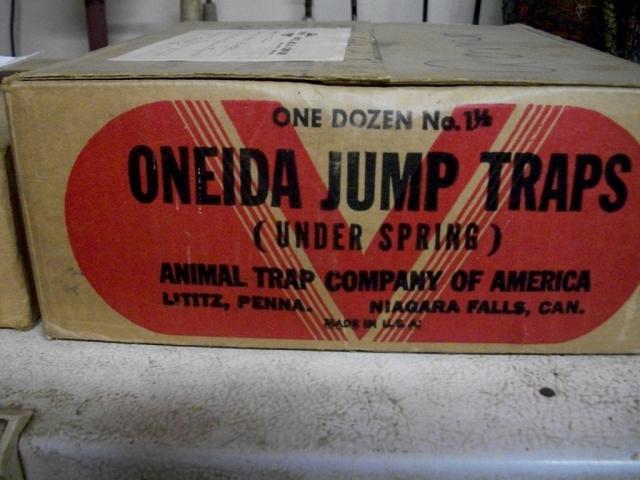 ONE DOZEN No. 1½
ONEIDA JUMP TRAPS
( UNDER SPRING )
ANIMAL TRAP COMPANY OF AMERICA
LITITZ, PENNA. NIAGARA FALLS, CAN.
MADE IN U.S.A.